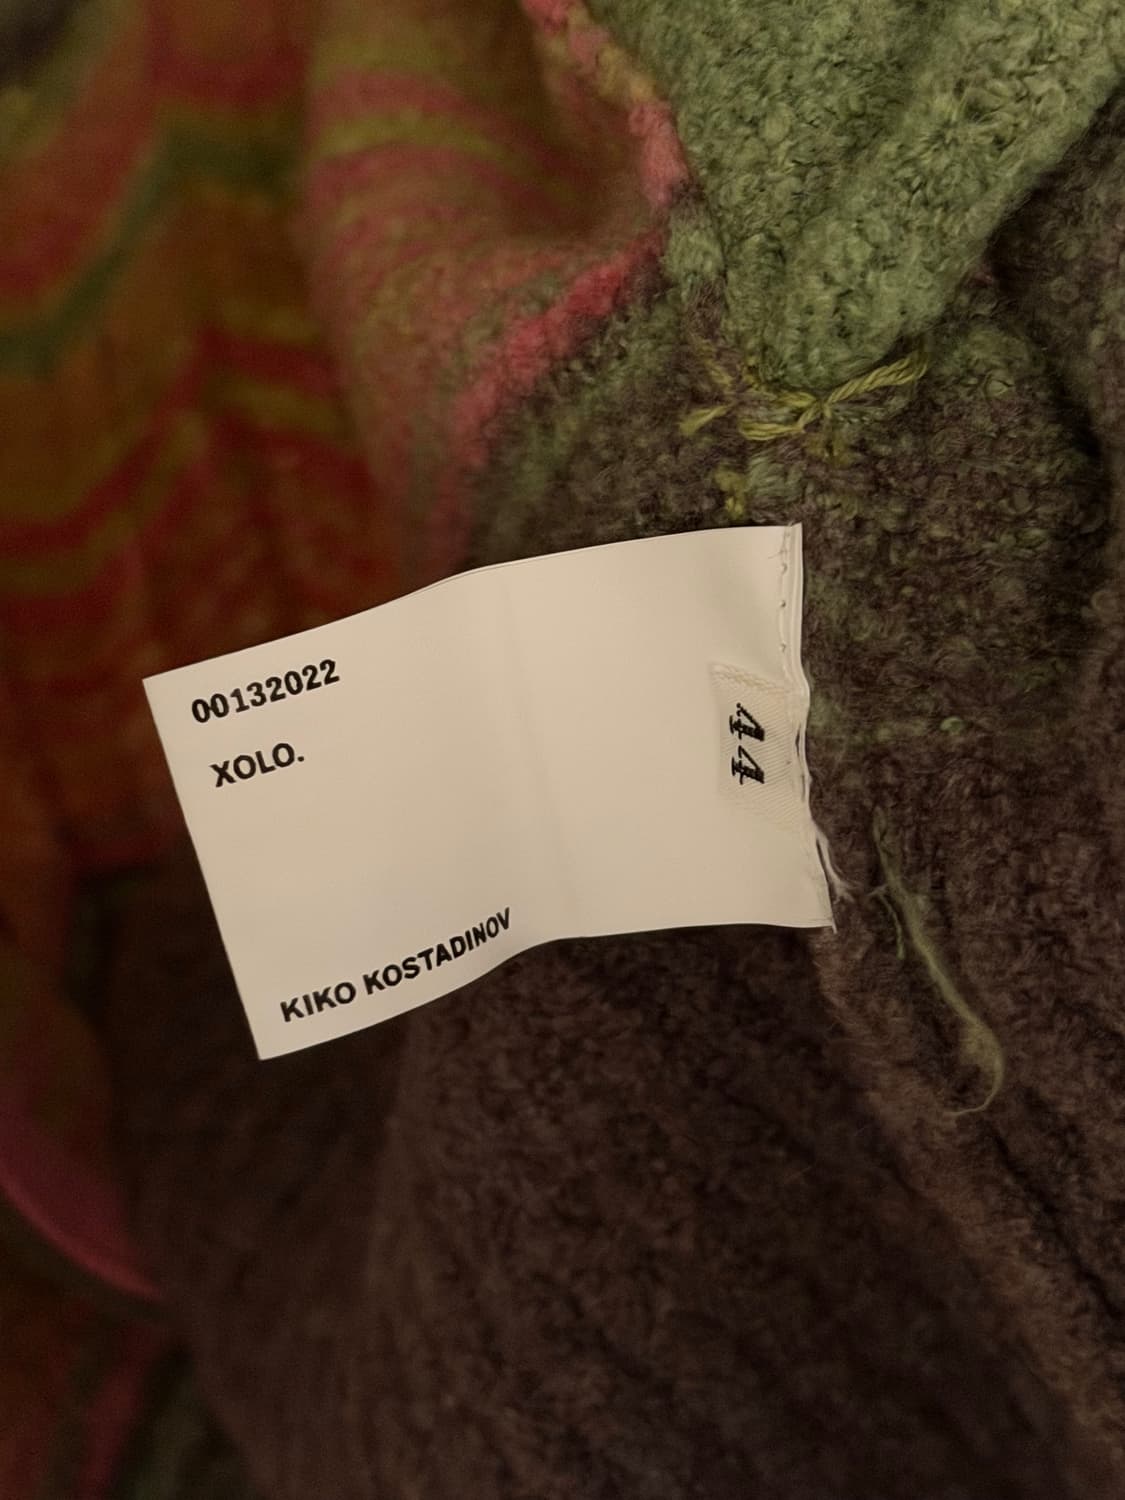 00132022
XOLO.
44
KIKO KOSTADINOV